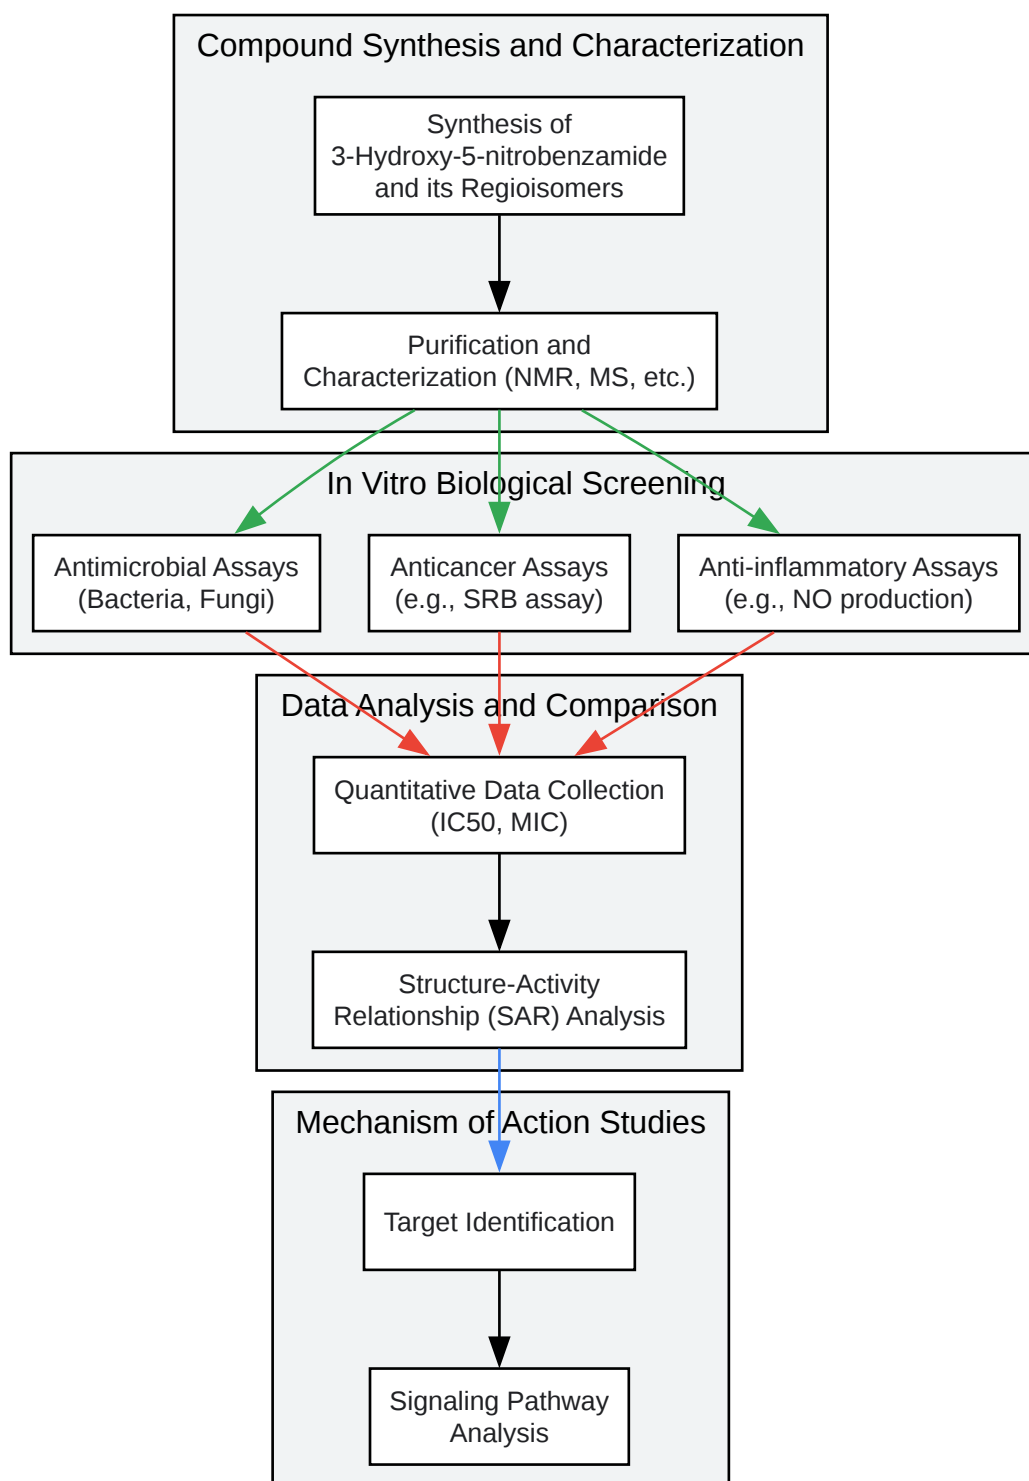 Compound Synthesis and Characterization
Synthesis of
3-Hydroxy-5-nitrobenzamide
and its Regioisomers
Purification and
Characterization (NMR, MS, etc.)
In Vitro Biological Screening
Antimicrobial Assays
(Bacteria, Fungi)
Anticancer Assays
(e.g., SRB assay)
Anti-inflammatory Assays
(e.g., NO production)
Data Analysis and Comparison
Quantitative Data Collection
(IC50, MIC)
Structure-Activity
Relationship (SAR) Analysis
Mechanism of Action Studies
Target Identification
Signaling Pathway
Analysis